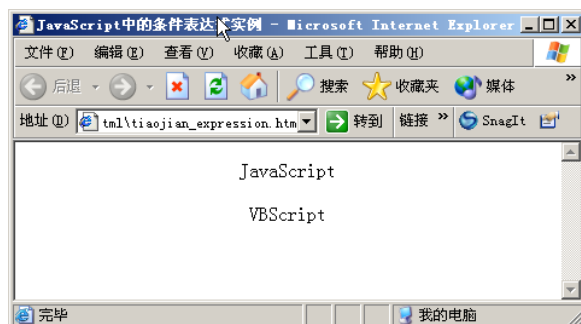 JavaScript中的条件表达式实例 - Microsoft Internet Explorer
文件(F) 编辑(E) 查看(V) 收藏(A) 工具(T) 帮助(H)
后退 搜索 收藏夹 媒体 »
地址(D) tml\tiaojian_expression.htm 转到 链接 » SnagIt
JavaScript
VBScript
完毕 我的电脑